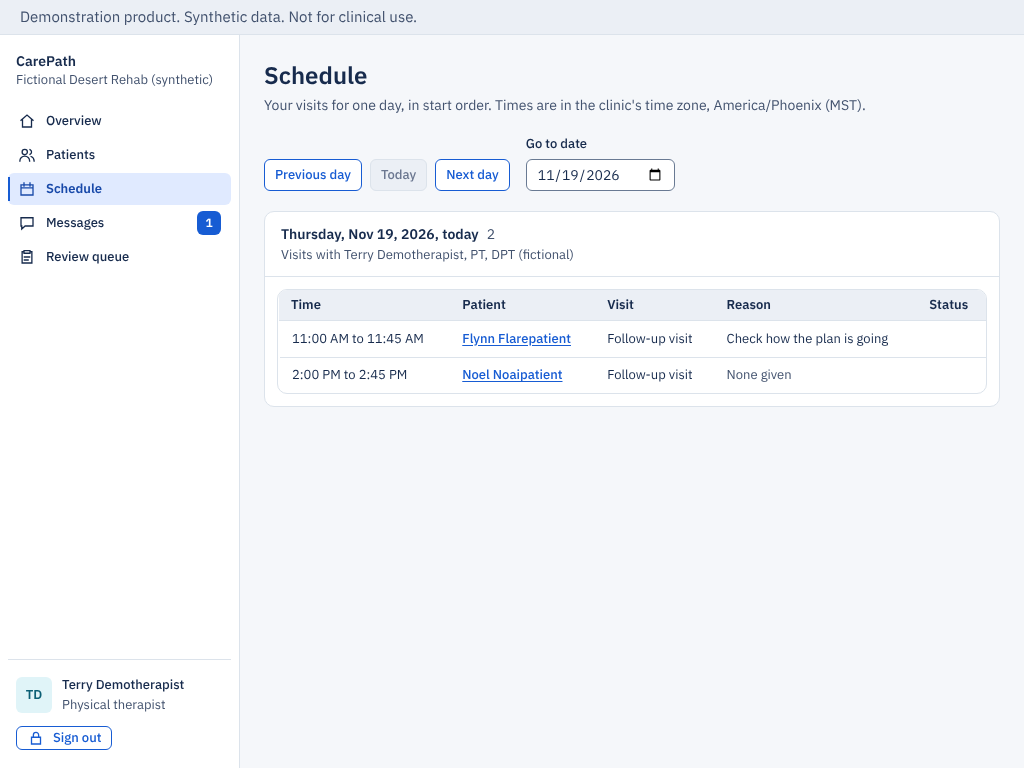 Demonstration product. Synthetic data. Not for clinical use.
CarePath
Fictional Desert Rehab (synthetic)
Overview
Patients
Schedule
Messages 1
Review queue
Terry Demotherapist
TD
Physical therapist
Sign out
Schedule
Your visits for one day, in start order. Times are in the clinic's time zone, America/Phoenix (MST).
Go to date
Previous day Today Next day 11/19/2026
Thursday, Nov 19, 2026, today 2
Visits with Terry Demotherapist, PT, DPT (fictional)
Time Patient Visit Reason Status
11:00 AM to 11:45 AM Flynn Flarepatient Follow-up visit Check how the plan is going
2:00 PM to 2:45 PM Noel Noaipatient Follow-up visit None given